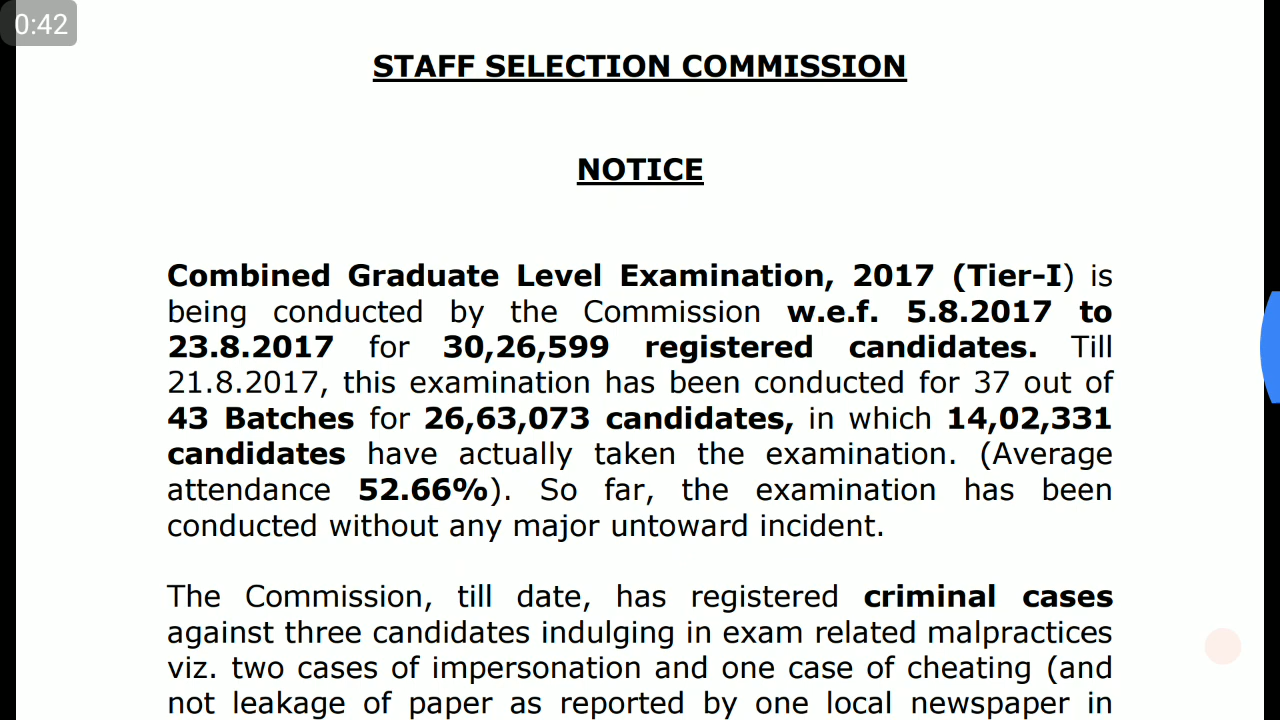 0:42
STAFF SELECTION COMMISSION
NOTICE
Combined Graduate Level Examination, 2017 (Tier-I) is
being conducted by the Commission w.e.f. 5.8.2017 to
23.8.2017 for 30,26,599 registered candidates. Till
21.8.2017, this examination has been conducted for 37 out of
43 Batches for 26,63,073 candidates, in which 14,02,331
candidates have actually taken the examination. (Average
attendance 52.66%). So far, the examination has been
conducted without any major untoward incident.
The Commission, till date, has registered criminal cases
against three candidates indulging in exam related malpractices
viz. two cases of impersonation and one case of cheating (and
not leakage of paper as reported by one local newspaper in